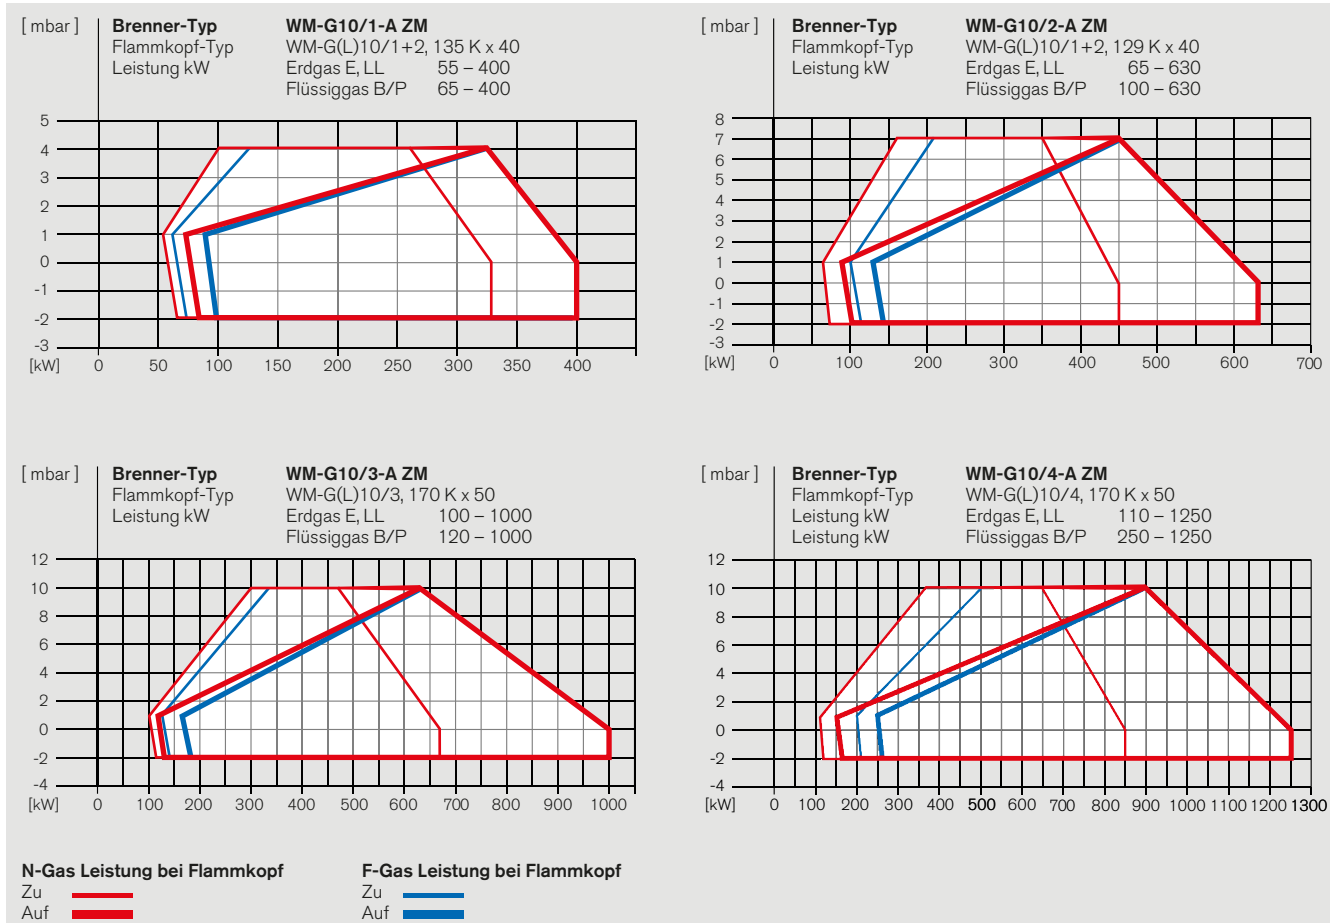 [ mbar ] Brenner-Typ WM-G10/1-A ZM
Flammkopf-Typ WM-G(L)10/1+2, 135 K x 40
Leistung kW Erdgas E, LL 55 – 400
Flüssiggas B/P 65 – 400
5
4
3
2
1
0
-1
-2
-3
[kW] 0 50 100 150 200 250 300 350 400
[ mbar ] Brenner-Typ WM-G10/2-A ZM
Flammkopf-Typ WM-G(L)10/1+2, 129 K x 40
Leistung kW Erdgas E, LL 65 – 630
Flüssiggas B/P 100 – 630
8
7
6
5
4
3
2
1
0
-1
-2
-3
[kW] 0 100 200 300 400 500 600 700
[ mbar ] Brenner-Typ WM-G10/3-A ZM
Flammkopf-Typ WM-G(L)10/3, 170 K x 50
Leistung kW Erdgas E, LL 100 – 1000
Flüssiggas B/P 120 – 1000
12
10
8
6
4
2
0
-2
-4
[kW] 0 100 200 300 400 500 600 700 800 900 1000
[ mbar ] Brenner-Typ WM-G10/4-A ZM
Flammkopf-Typ WM-G(L)10/4, 170 K x 50
Leistung kW Erdgas E, LL 110 – 1250
Leistung kW Flüssiggas B/P 250 – 1250
12
10
8
6
4
2
0
-2
-4
[kW] 0 100 200 300 400 500 600 700 800 900 1000 1100 1200 1300
N-Gas Leistung bei Flammkopf
Zu
Auf
F-Gas Leistung bei Flammkopf
Zu
Auf